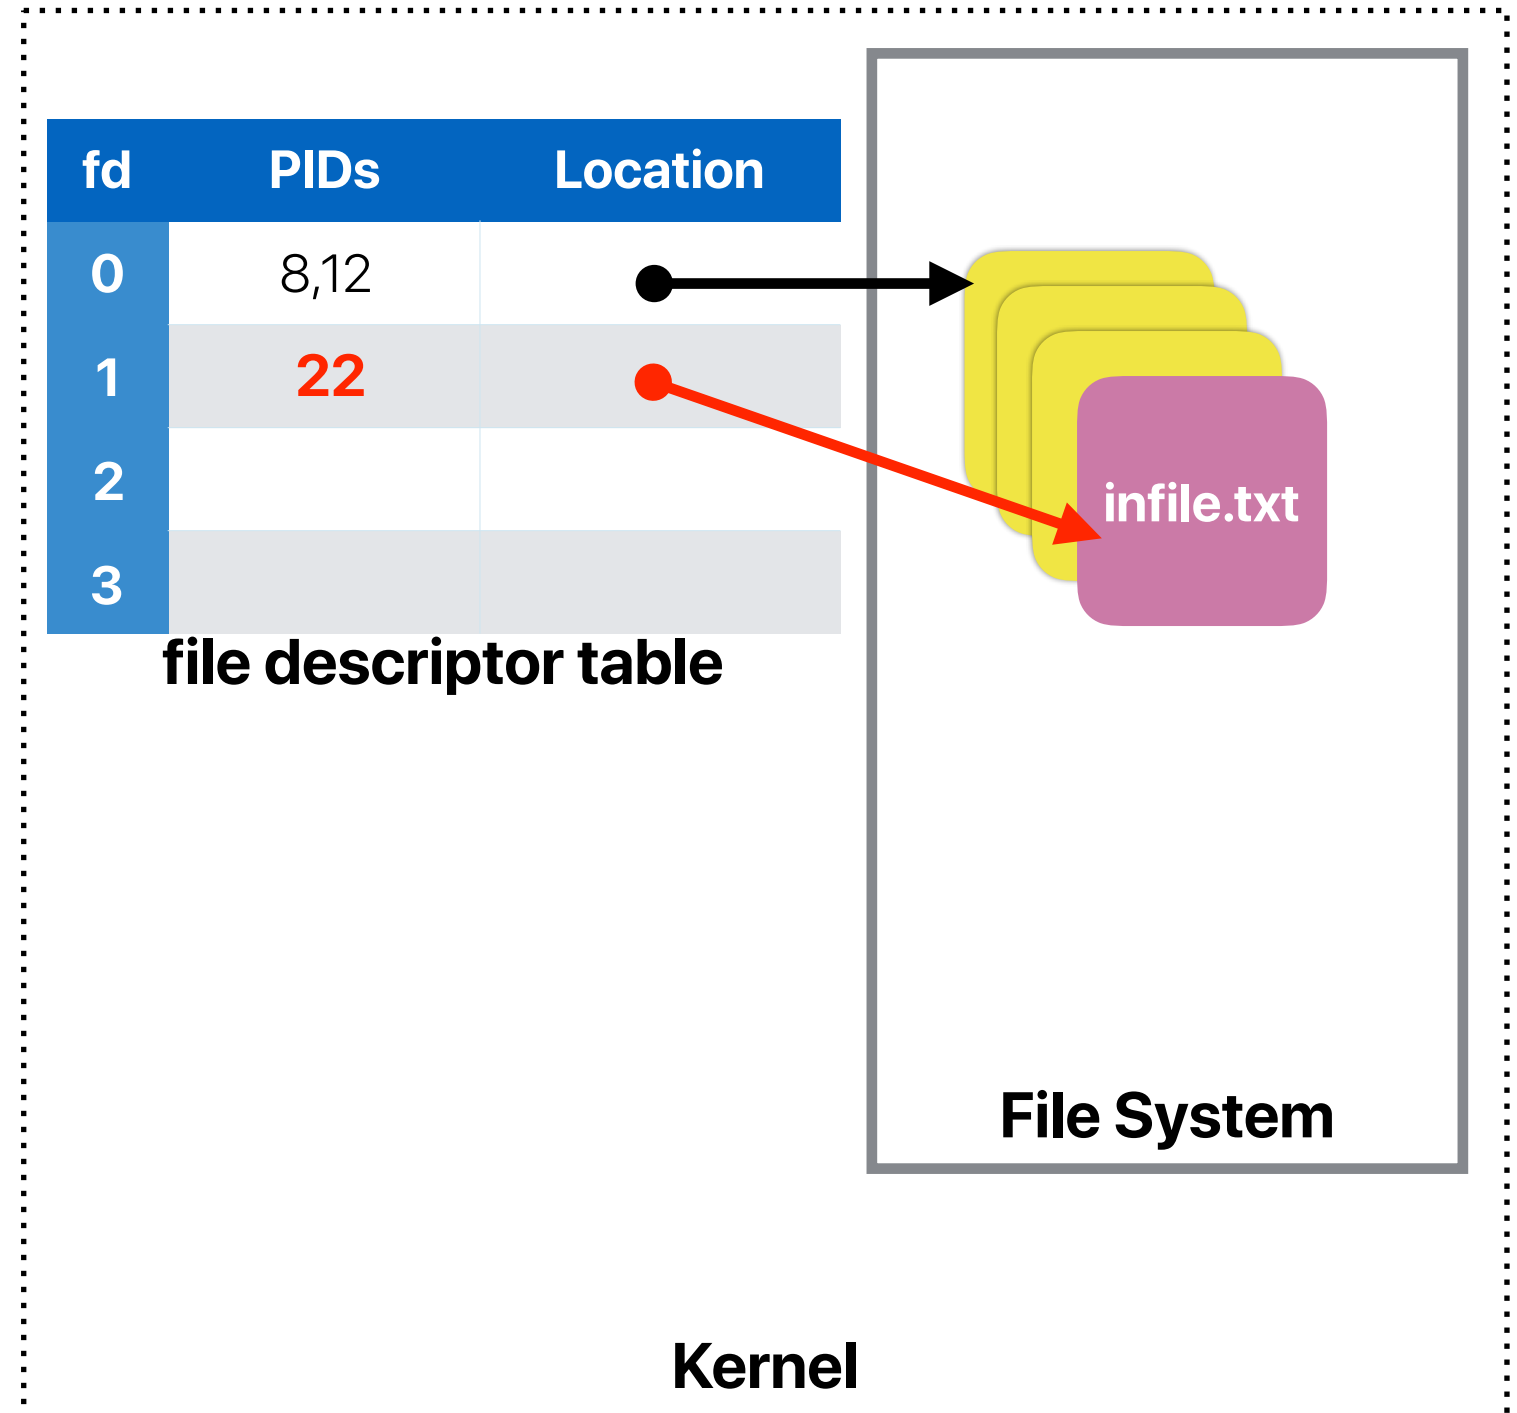 fd PIDs Location
0 8,12
1 22
2
3
file descriptor table
infile.txt
File System
Kernel